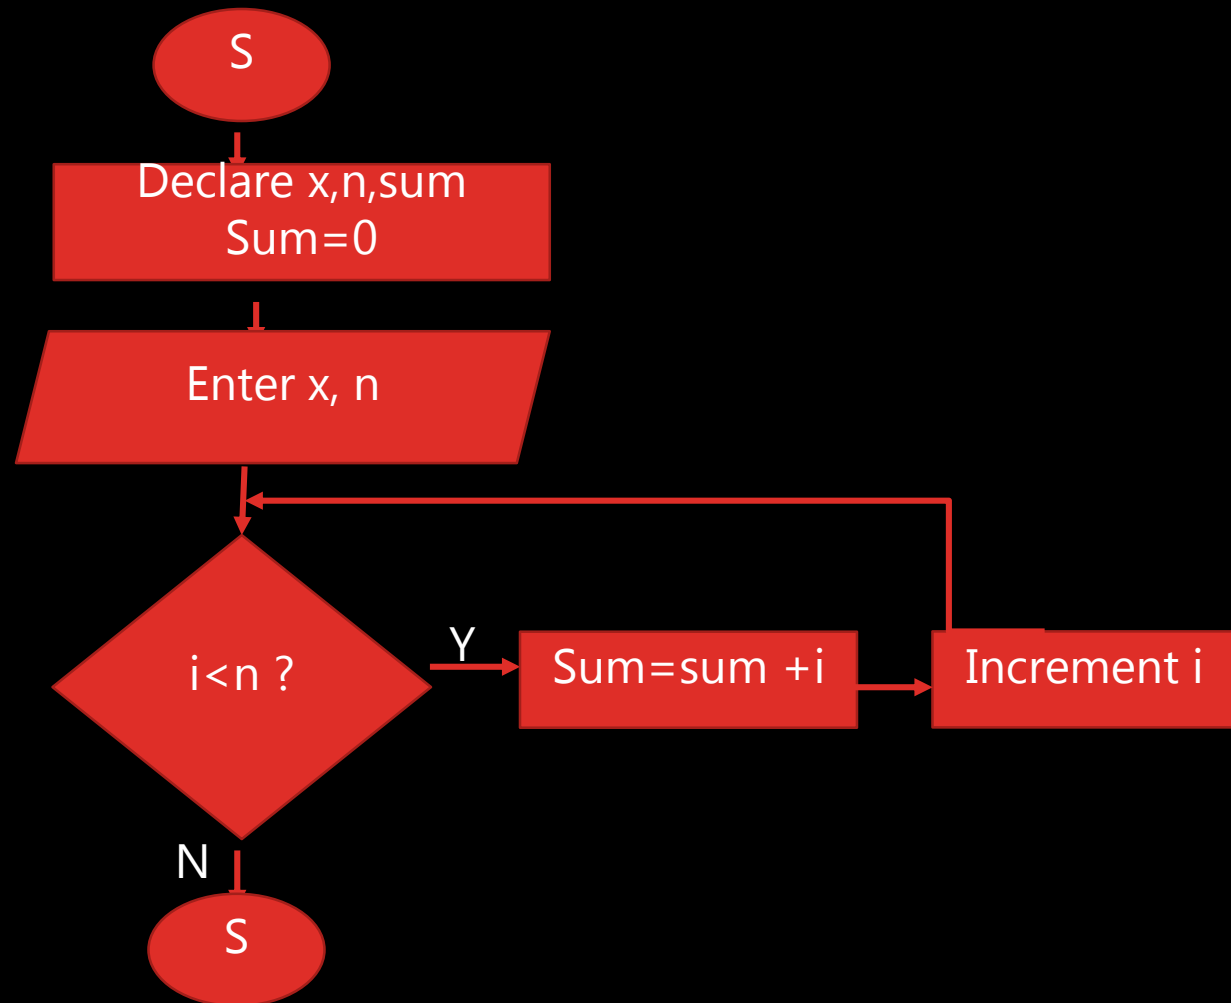 S
Declare x,n,sum
Sum=0
Enter x, n
i<n ?
Y
Sum=sum +i
Increment i
N
S